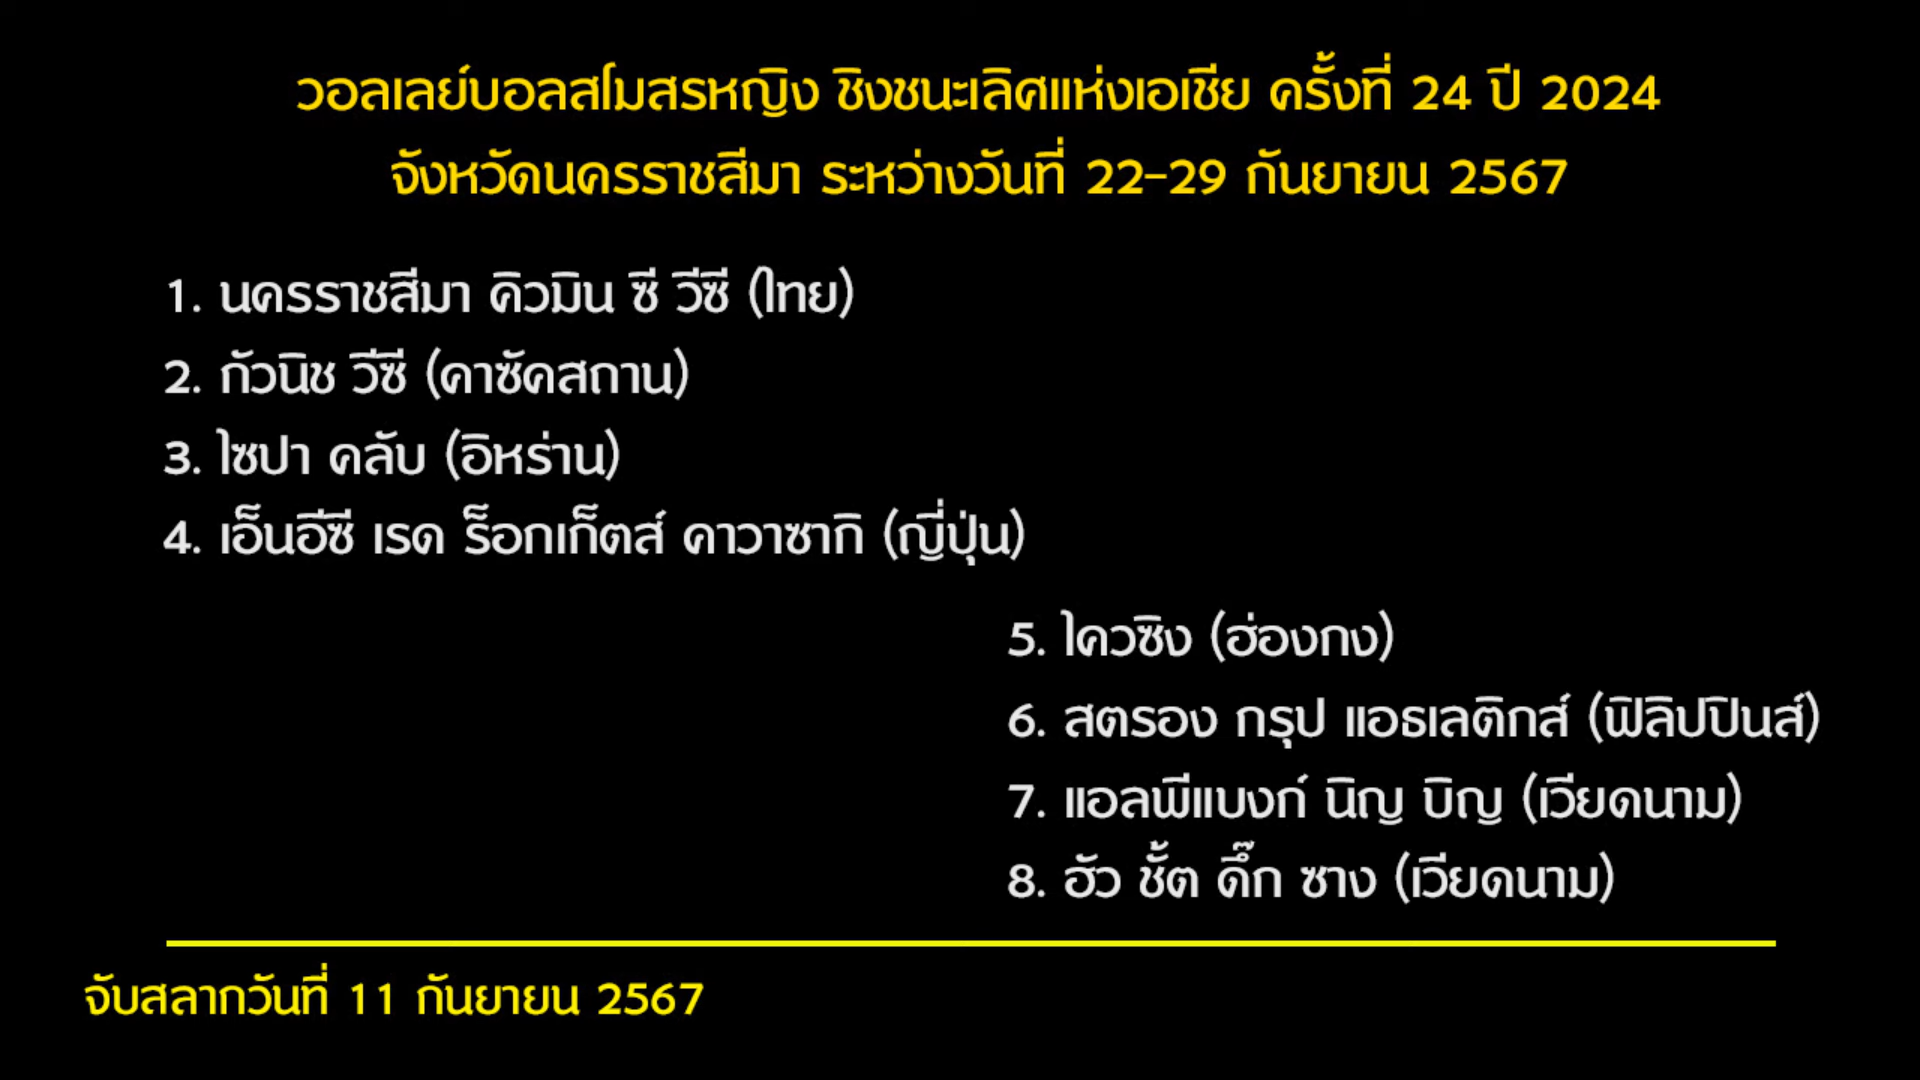 วอลเลย์บอลสโมสรหญิง ชิงชนะเลิศแห่งเอเชีย ครั้งที่ 24 ปี 2024
จังหวัดนครราชสีมา ระหว่างวันที่ 22-29 กันยายน 2567
1. นครราชสีมา คิวมิน ซี วีซี (ไทย)
2. กัวนิช วีซี (คาซัคสถาน)
3. ไซปา คลับ (อิหร่าน)
4. เอ็นอีซี เรด ร็อกเก็ตส์ คาวาซากิ (ญี่ปุ่น)
5. ไควซิง (ฮ่องกง)
6. สตรอง กรุป แอธเลติกส์ (ฟิลิปปินส์)
7. แอลพีแบงก์ นิญ บิญ (เวียดนาม)
8. ฮัว ชั้ต ดึ๊ก ซาง (เวียดนาม)
จับสลากวันที่ 11 กันยายน 2567